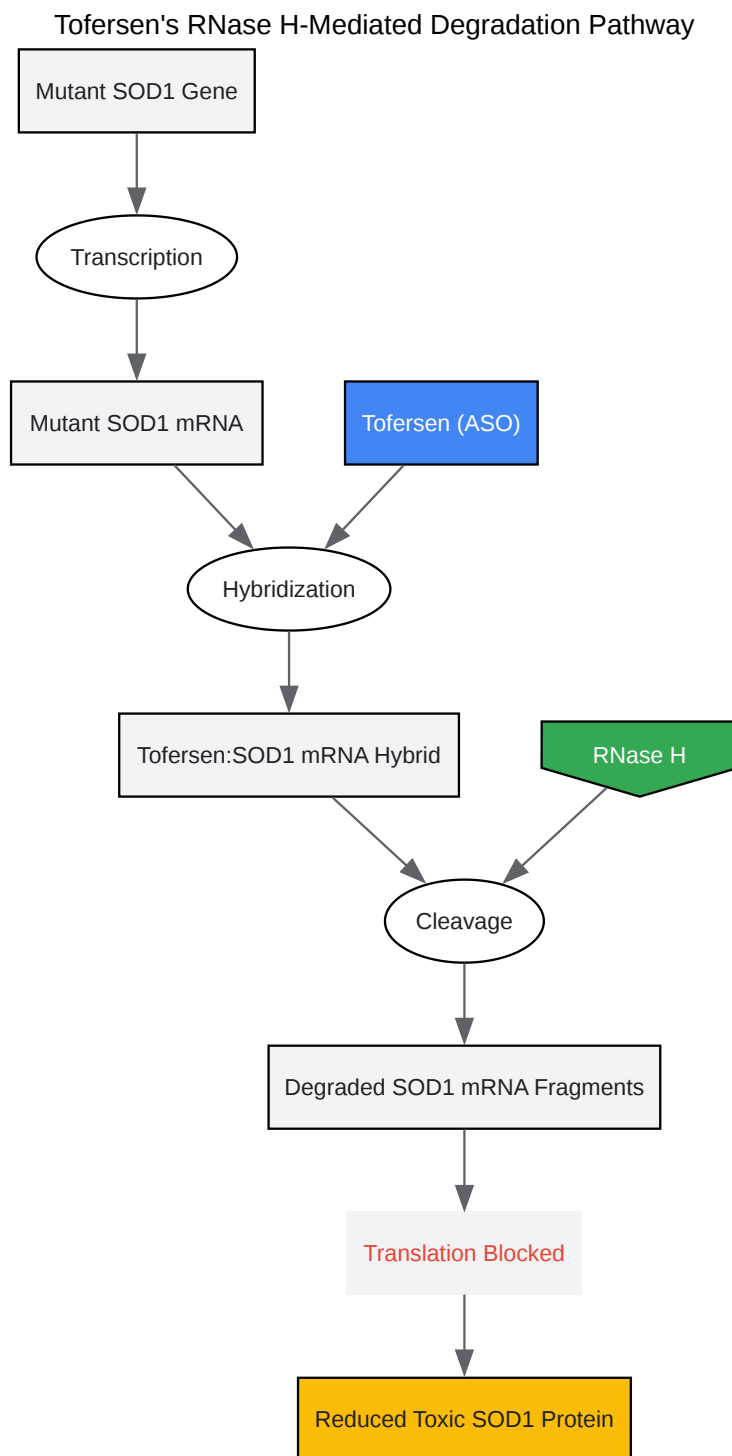 Tofersen's RNase H-Mediated Degradation Pathway
Mutant SOD1 Gene
Transcription
Mutant SOD1 mRNA
Tofersen (ASO)
Hybridization
Tofersen:SOD1 mRNA Hybrid
RNase H
Cleavage
Degraded SOD1 mRNA Fragments
Translation Blocked
Reduced Toxic SOD1 Protein